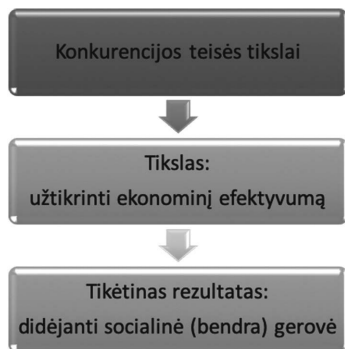 Konkurencijos teisės tikslai
Tikslas:
užtikrinti ekonominį efektyvumą
Tikėtinas rezultatas:
didėjanti socialinė (bendra) gerovė